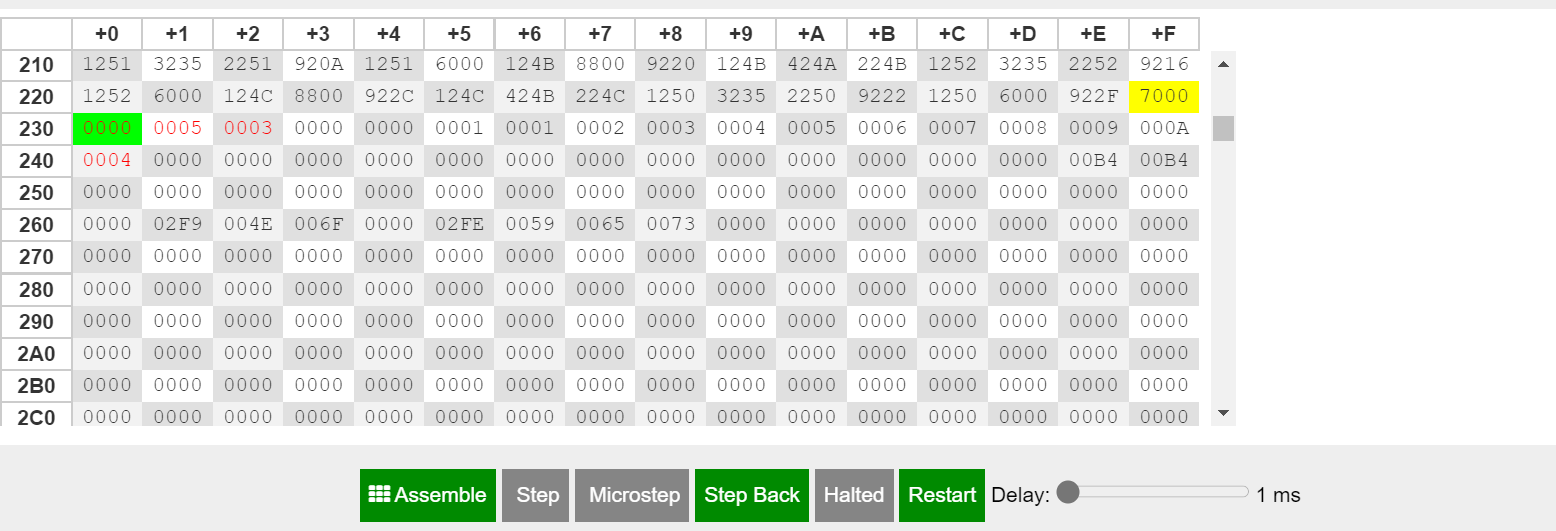 +0 +1 +2 +3 +4 +5 +6 +7 +8 +9 +A +B +C +D +E +F
210 1251 3235 2251 920A 1251 6000 124B 8800 9220 124B 424A 224B 1252 3235 2252 9216
220 1252 6000 124C 8800 922C 124C 424B 224C 1250 3235 2250 9222 1250 6000 922F 7000
230 0000 0005 0003 0000 0000 0001 0001 0002 0003 0004 0005 0006 0007 0008 0009 000A
240 0004 0000 0000 0000 0000 0000 0000 0000 0000 0000 0000 0000 0000 0000 00B4 00B4
250 0000 0000 0000 0000 0000 0000 0000 0000 0000 0000 0000 0000 0000 0000 0000 0000
260 0000 02F9 004E 006F 0000 02FE 0059 0065 0073 0000 0000 0000 0000 0000 0000 0000
270 0000 0000 0000 0000 0000 0000 0000 0000 0000 0000 0000 0000 0000 0000 0000 0000
280 0000 0000 0000 0000 0000 0000 0000 0000 0000 0000 0000 0000 0000 0000 0000 0000
290 0000 0000 0000 0000 0000 0000 0000 0000 0000 0000 0000 0000 0000 0000 0000 0000
2A0 0000 0000 0000 0000 0000 0000 0000 0000 0000 0000 0000 0000 0000 0000 0000 0000
2B0 0000 0000 0000 0000 0000 0000 0000 0000 0000 0000 0000 0000 0000 0000 0000 0000
2C0 0000 0000 0000 0000 0000 0000 0000 0000 0000 0000 0000 0000 0000 0000 0000 0000
Assemble Step Microstep Step Back Halted Restart Delay: 1 ms